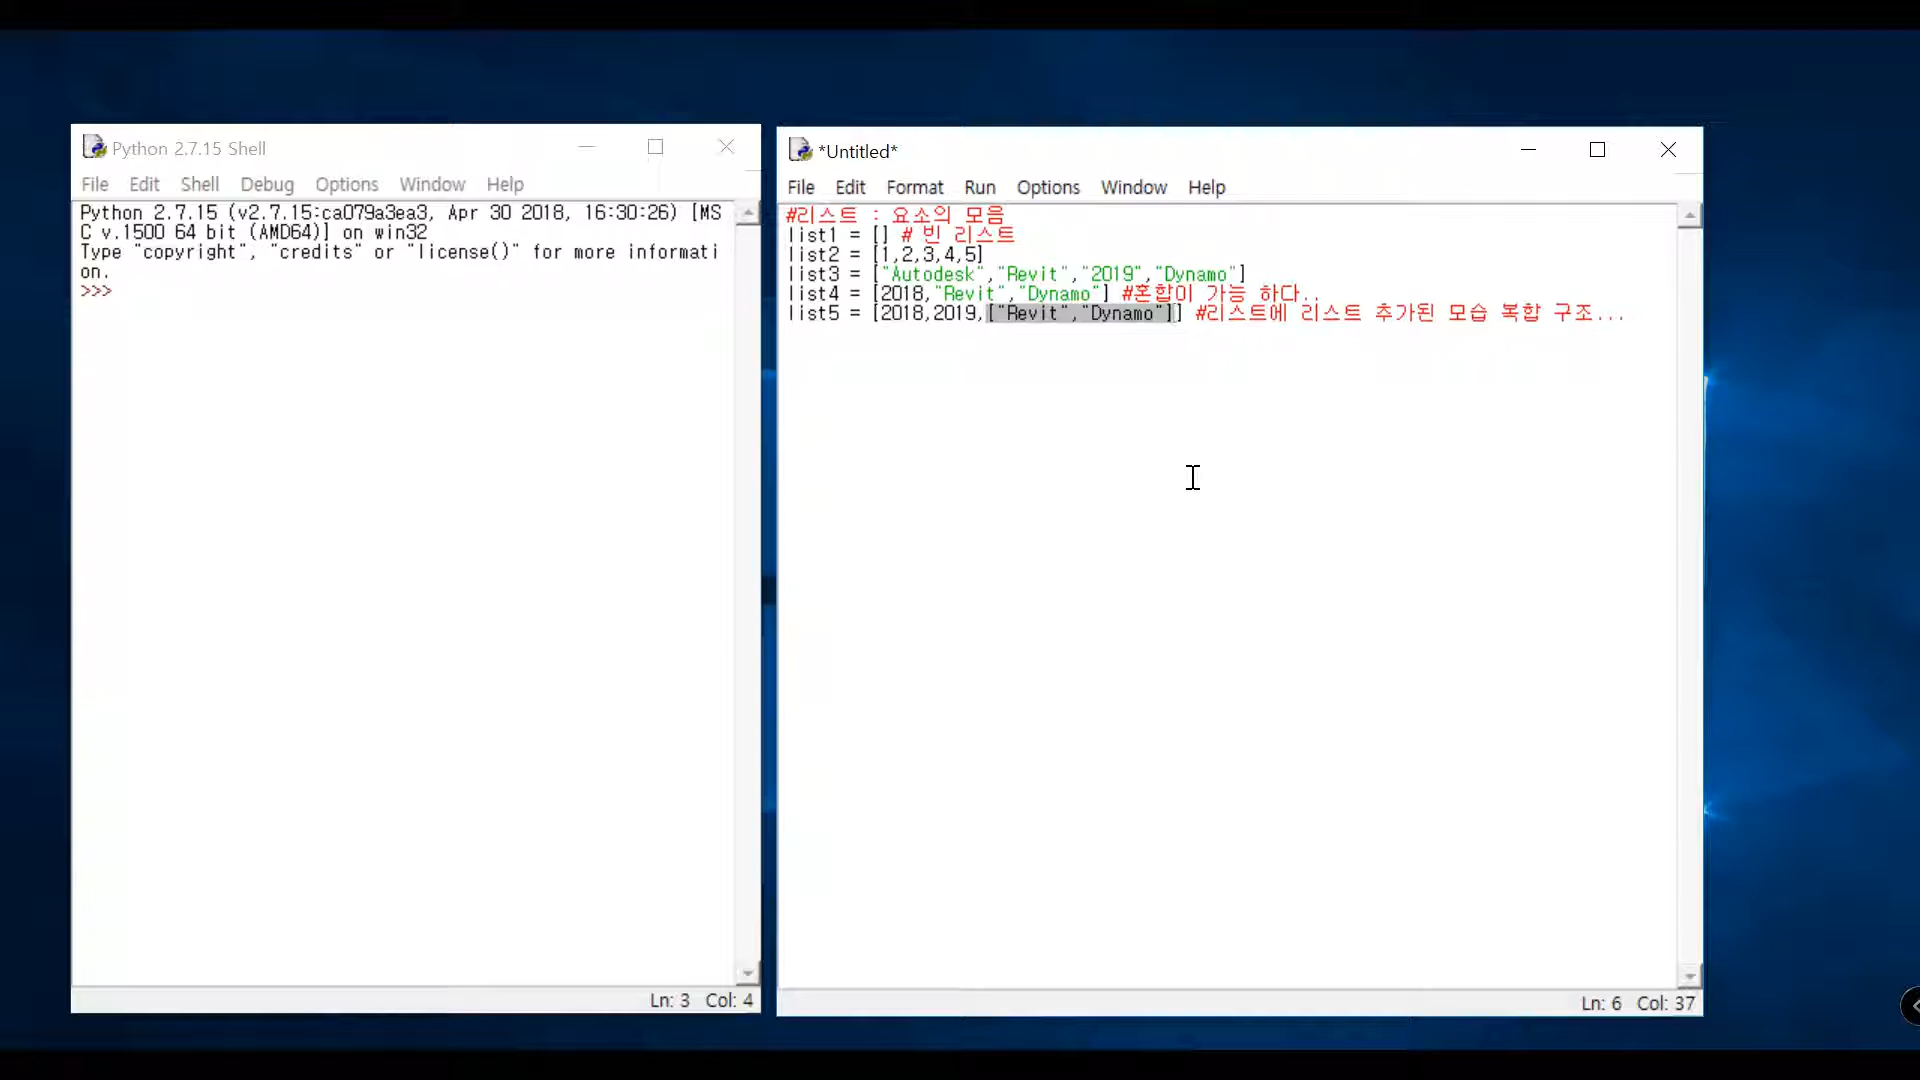 Python 2.7.15 Shell
File Edit Shell Debug Options Window Help
Python 2.7.15 (v2.7.15:ca079a3ea3, Apr 30 2018, 16:30:26) [MS
C v.1500 64 bit (AMD64)] on win32
Type "copyright", "credits" or "license()" for more informati
on.
>>>
Ln: 3 Col: 4
*Untitled*
File Edit Format Run Options Window Help
#리스트 : 요소의 모음
list1 = [] # 빈 리스트
list2 = [1,2,3,4,5]
list3 = ["Autodesk","Revit","2019","Dynamo"]
list4 = [2018,"Revit","Dynamo"] #혼합이 가능 하다..
list5 = [2018,2019,["Revit","Dynamo"]] #리스트에 리스트 추가된 모습 복합 구조...
Ln: 6 Col: 37